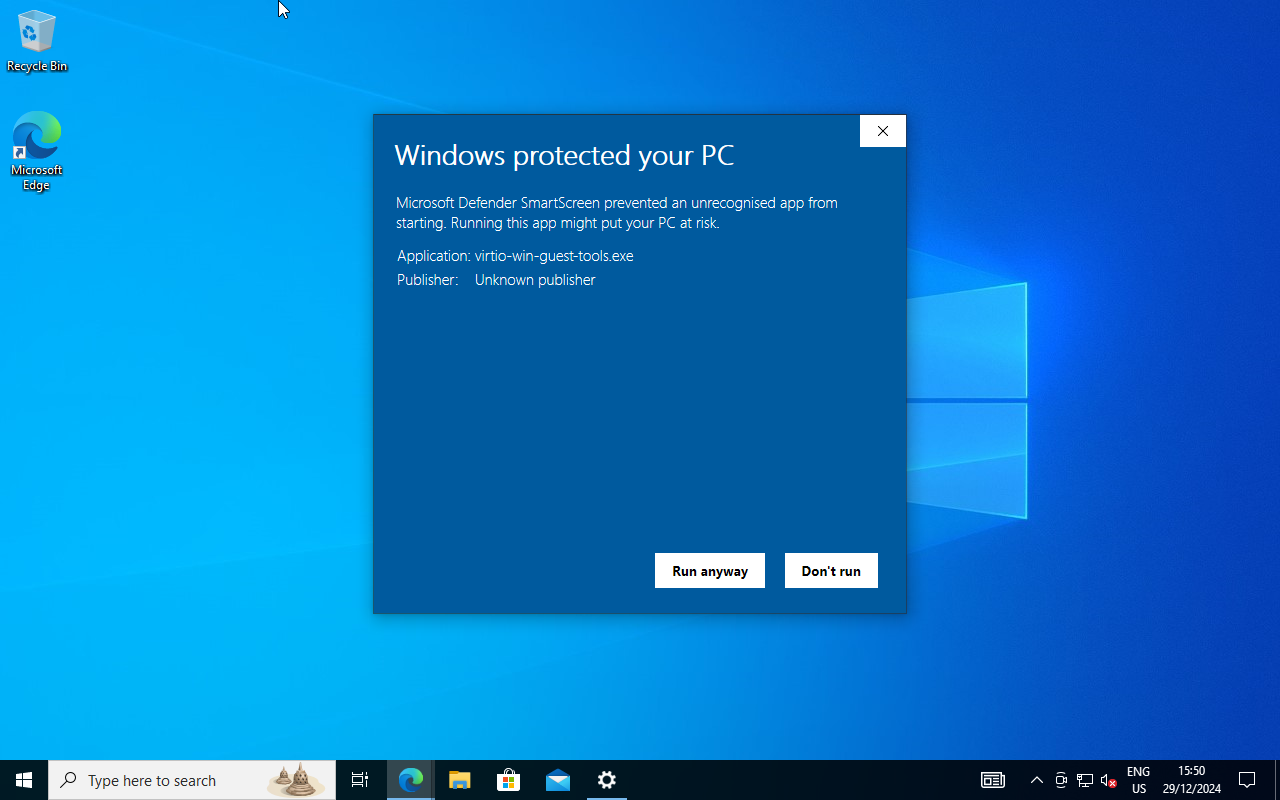 Recycle Bin
Microsoft
Edge
Windows protected your PC
Microsoft Defender SmartScreen prevented an unrecognised app from
starting. Running this app might put your PC at risk.
Application: virtio-win-guest-tools.exe
Publisher: Unknown publisher
Run anyway
Don't run
Type here to search
ENG
US
15:50
29/12/2024